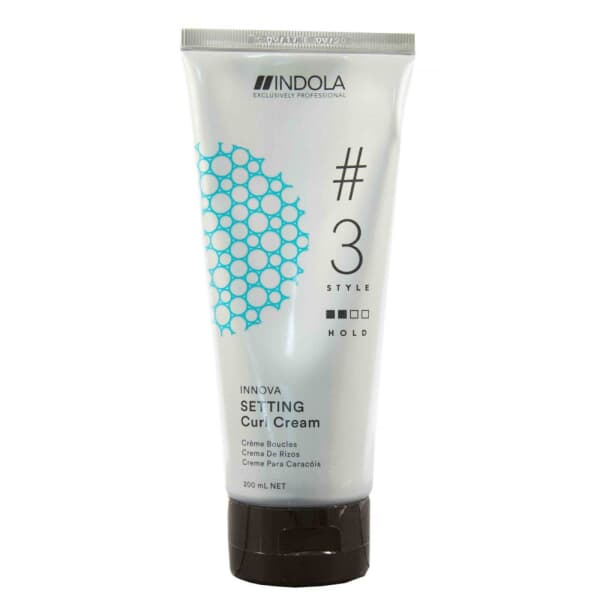 INDOLA
EXCLUSIVELY PROFESSIONAL
#
3
STYLE
HOLD
INNOVA
SETTING
Curl Cream
Crème Boucles
Crema De Rizos
Creme Para Caracóis
200 mL NET